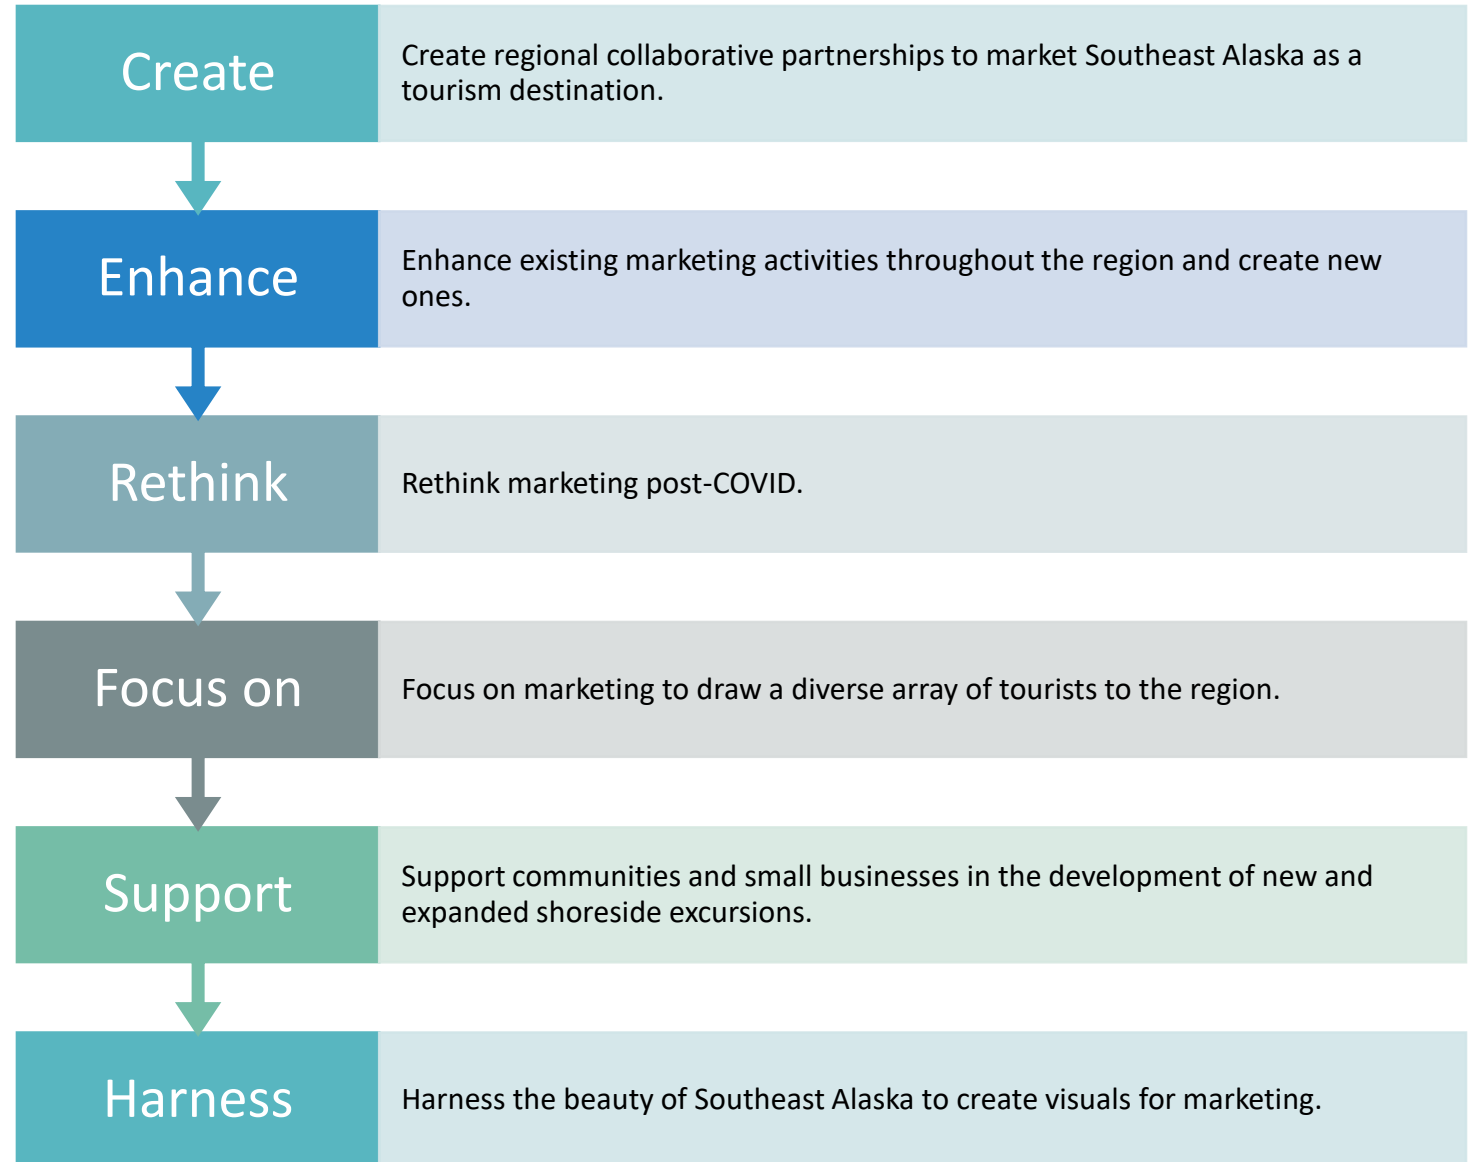 Create
Create regional collaborative partnerships to market Southeast Alaska as a
tourism destination.
Enhance
Enhance existing marketing activities throughout the region and create new
ones.
Rethink
Rethink marketing post-COVID.
Focus on
Focus on marketing to draw a diverse array of tourists to the region.
Support
Support communities and small businesses in the development of new and
expanded shoreside excursions.
Harness
Harness the beauty of Southeast Alaska to create visuals for marketing.